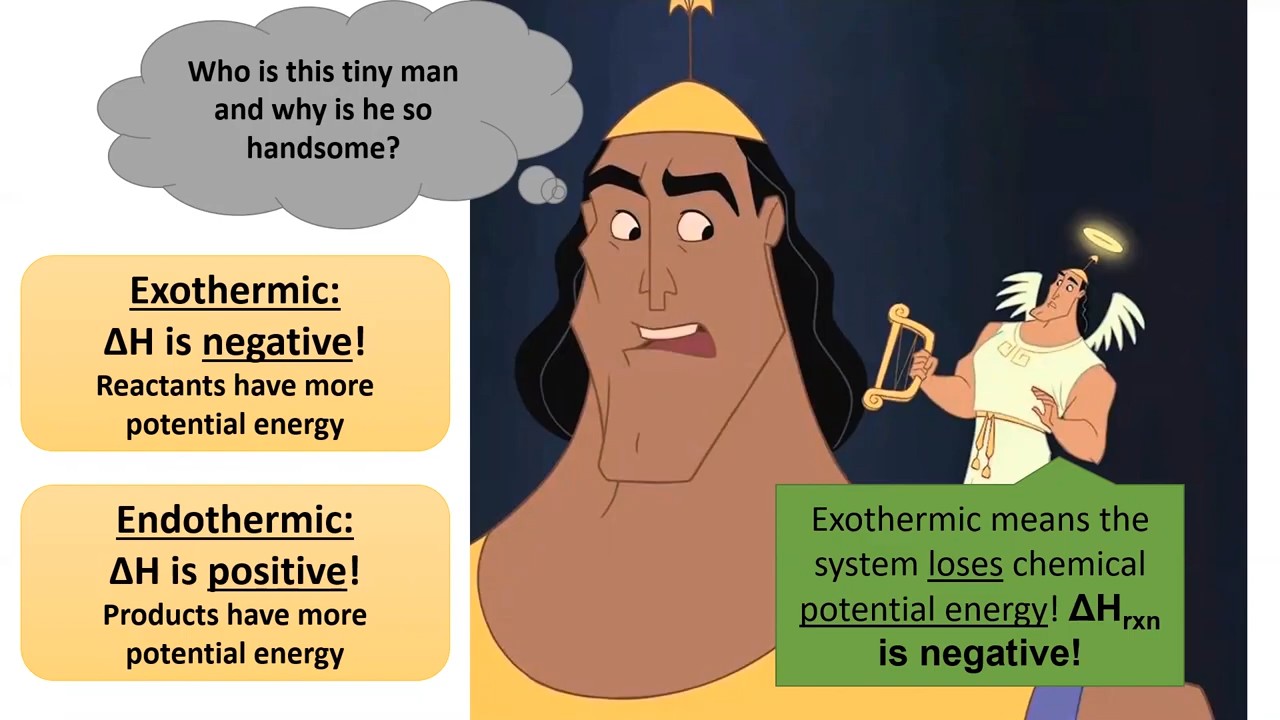 Who is this tiny man
and why is he so
handsome?
Exothermic:
ΔH is negative!
Reactants have more
potential energy
Endothermic:
ΔH is positive!
Products have more
potential energy
Exothermic means the
system loses chemical
potential energy! ΔHrxn
is negative!